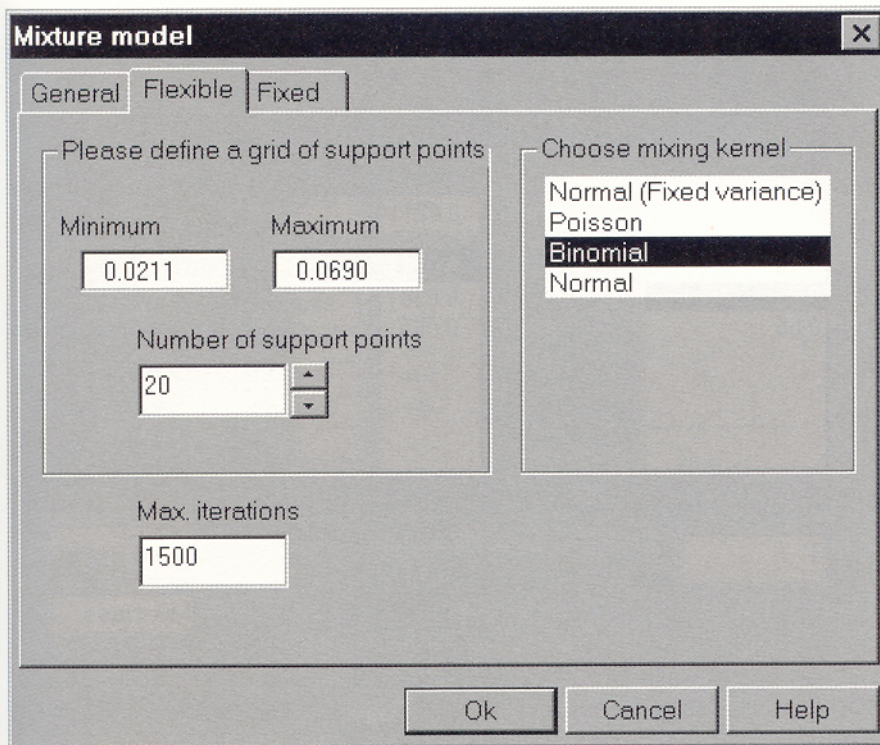 Mixture model
General Flexible Fixed
Please define a grid of support points
Minimum Maximum
0.0211 0.0690
Number of support points
20
Max. iterations
1500
Choose mixing kernel
Normal (Fixed variance)
Poisson
Binomial
Normal
Ok Cancel Help